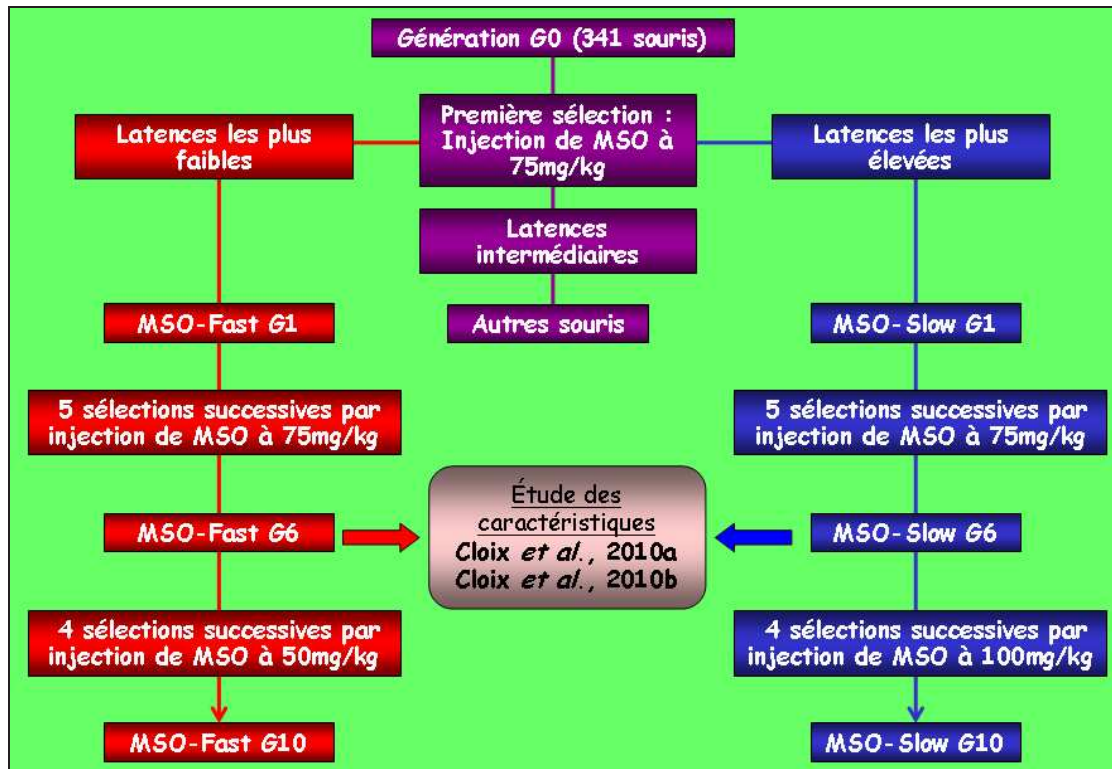 Génération G0 (341 souris)
Première sélection :
Injection de MSO à
75mg/kg
Latences les plus
faibles
Latences les plus
élevées
Latences
intermédiaires
Autres souris
MSO-Fast G1
MSO-Slow G1
5 sélections successives par
injection de MSO à 75mg/kg
5 sélections successives par
injection de MSO à 75mg/kg
MSO-Fast G6
Étude des
caractéristiques
Cloix et al., 2010a
Cloix et al., 2010b
MSO-Slow G6
4 sélections successives par
injection de MSO à 50mg/kg
4 sélections successives par
injection de MSO à 100mg/kg
MSO-Fast G10
MSO-Slow G10